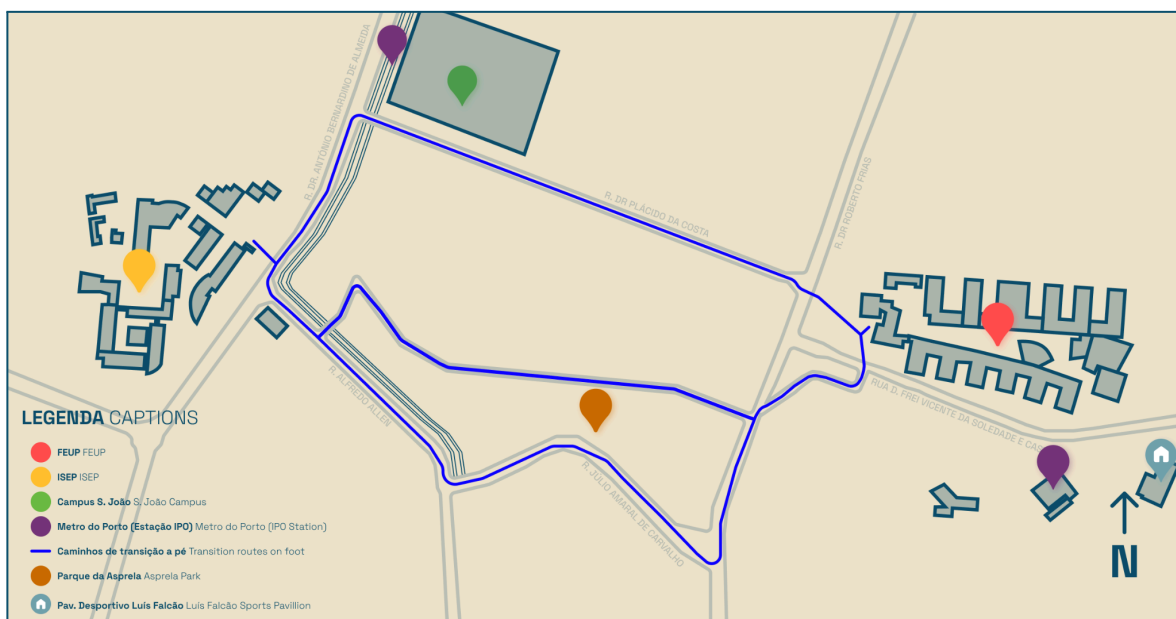 R. DR. ANTÓNIO BERNARDINO DE ALMEIDA
R. DR PLÁCIDO DA COSTA
R. DR ROBERTO FRIAS
R. ALFREDO ALLEN
R. JÚLIO AMARAL DE CARVALHO
RUA D. FREI VICENTE DA SOLEDADE E
N
LEGENDA CAPTIONS
FEUP FEUP
ISEP ISEP
Campus S. João S. João Campus
Metro do Porto (Estação IPO) Metro do Porto (IPO Station)
Caminhos de transição a pé Transition routes on foot
Parque da Asprela Asprela Park
Pav. Desportivo Luís Falcão Luís Falcão Sports Pavillion